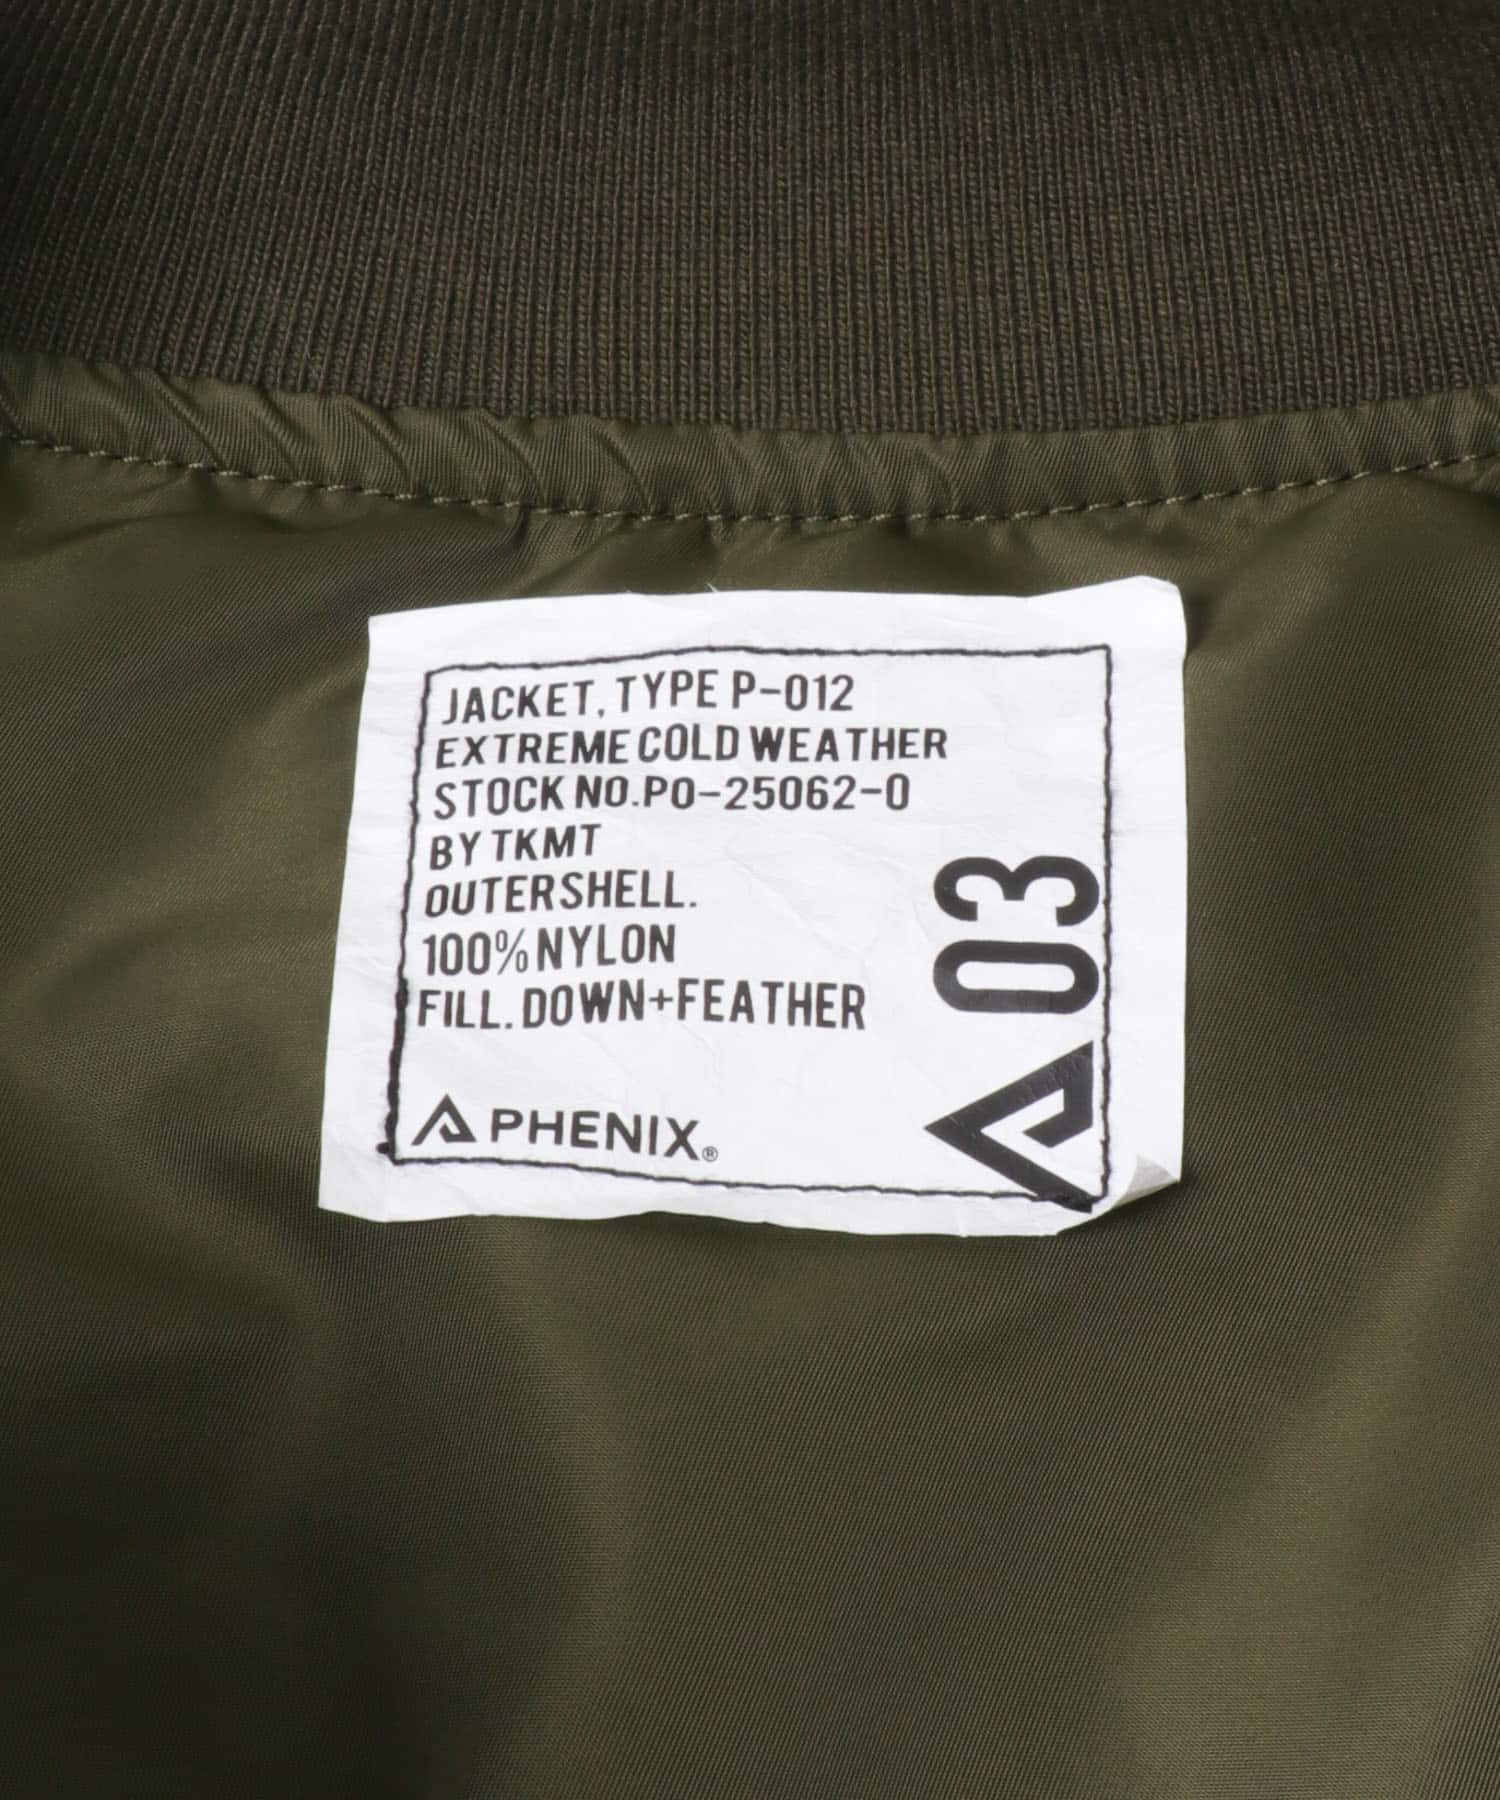 JACKET, TYPE P-012
EXTREME COLD WEATHER
STOCK NO.PO-25062-0
BY TKMT
OUTERSHELL.
100% NYLON
FILL. DOWN+FEATHER
PHENIX®
03